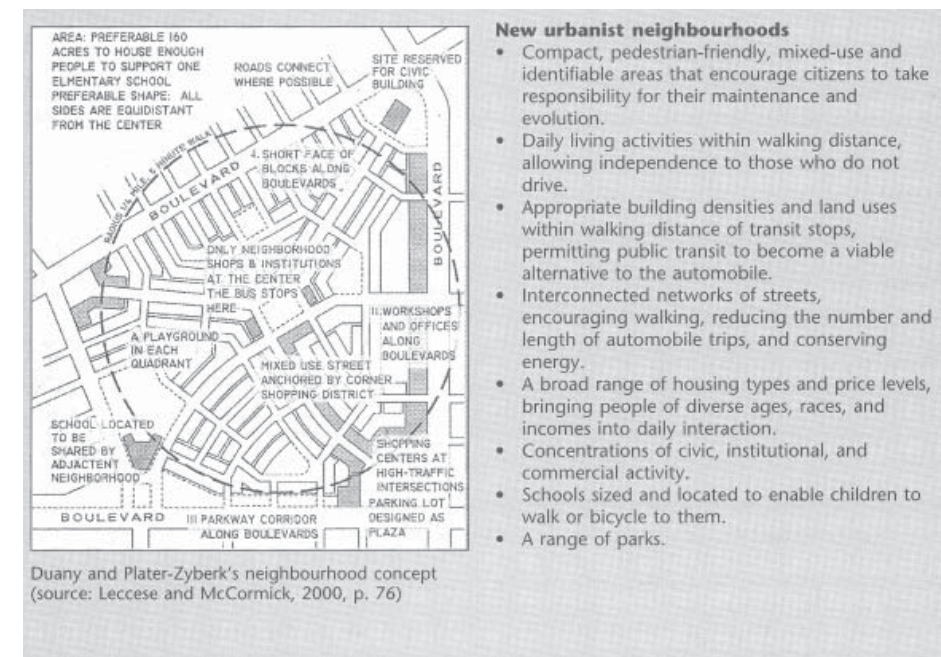 AREA: PREFERABLE 160
ACRES TO HOUSE ENOUGH
PEOPLE TO SUPPORT ONE
ELMENTARY SCHOOL
PREFERABLE SHAPE: ALL
SIDES ARE EQUIDISTANT
FROM THE CENTER
ROADS CONNECT
WHERE POSSIBLE
SITE RESERVED
FOR CIVIC
BUILDING
RADIUS 1/4 MILE, 5 MINUTE WALK
BOULEVARD
I. SHORT FACE OF
BLOCKS ALONG
BOULEVARDS
BOULEVARD
ONLY NEIGHBORHOOD
SHOPS & INSTITUTIONS
AT THE CENTER
THE BUS STOPS
HERE
II.WORKSHOPS
AND OFFICES
ALONG
BOULEVARDS
A PLAYGROUND
IN EACH
QUADRANT
MIXED USE STREET
ANCHORED BY CORNER
SHOPPING DISTRICT
SCHOOL LOCATED
TO BE
SHARED BY
ADJACTENT
NEIGHBORHOOD
SHOPPING
CENTERS AT
HIGH-TRAFFIC
INTERSECTIONS
PARKING LOT
DESIGNED AS
PLAZA
BOULEVARD
III PARKWAY CORRIDOR
ALONG BOULEVARDS
Duany and Plater-Zyberk's neighbourhood concept
(source: Leccese and McCormick, 2000, p. 76)
New urbanist neighbourhoods
• Compact, pedestrian-friendly, mixed-use and
identifiable areas that encourage citizens to take
responsibility for their maintenance and
evolution.
• Daily living activities within walking distance,
allowing independence to those who do not
drive.
• Appropriate building densities and land uses
within walking distance of transit stops,
permitting public transit to become a viable
alternative to the automobile.
• Interconnected networks of streets,
encouraging walking, reducing the number and
length of automobile trips, and conserving
energy.
• A broad range of housing types and price levels,
bringing people of diverse ages, races, and
incomes into daily interaction.
• Concentrations of civic, institutional, and
commercial activity.
• Schools sized and located to enable children to
walk or bicycle to them.
• A range of parks.